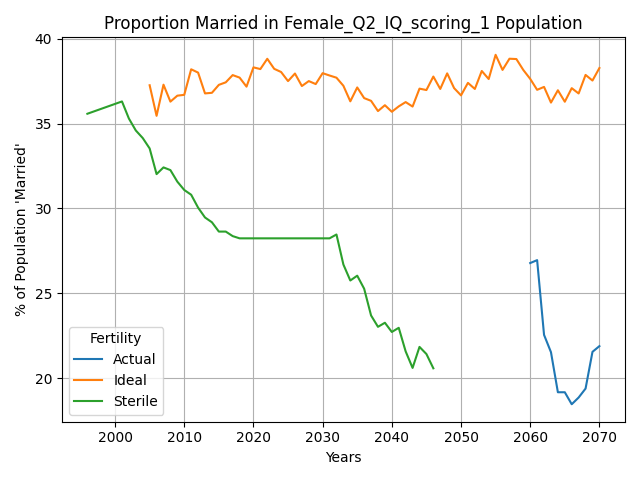 Proportion Married in Female_Q2_IQ_scoring_1 Population
% of Population 'Married'
40
35
30
25
20
Fertility
Actual
Ideal
Sterile
2000 2010 2020 2030 2040 2050 2060 2070
Years